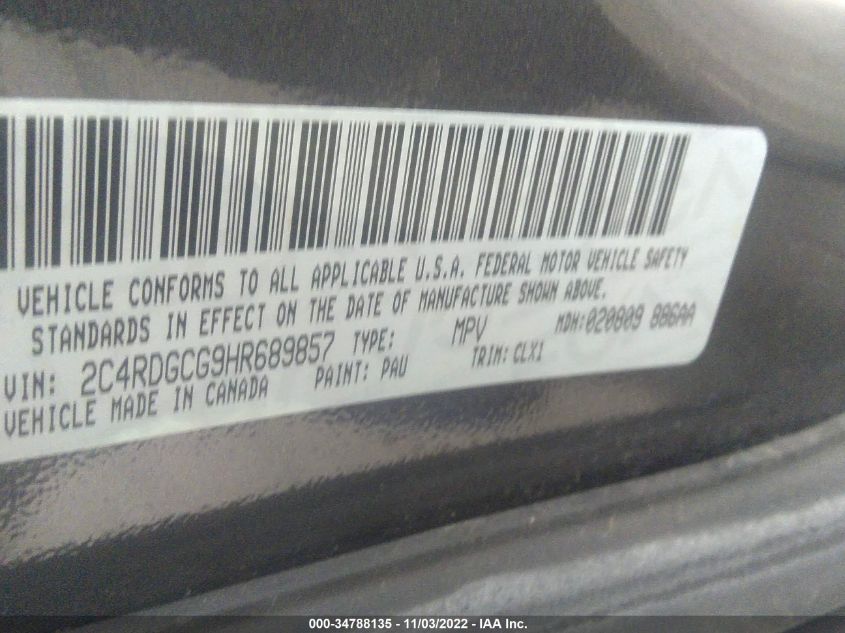 VEHICLE CONFORMS TO ALL APPLICABLE U.S.A. FEDERAL MOTOR VEHICLE SAFETY
STANDARDS IN EFFECT ON THE DATE OF MANUFACTURE SHOWN ABOVE.
VIN: 2C4RDGCG9HR689857 TYPE: MPV MDH:020809 886AA
VEHICLE MADE IN CANADA PAINT: PAU TRIM: CLX1
000-34788135 - 11/03/2022 - IAA Inc.